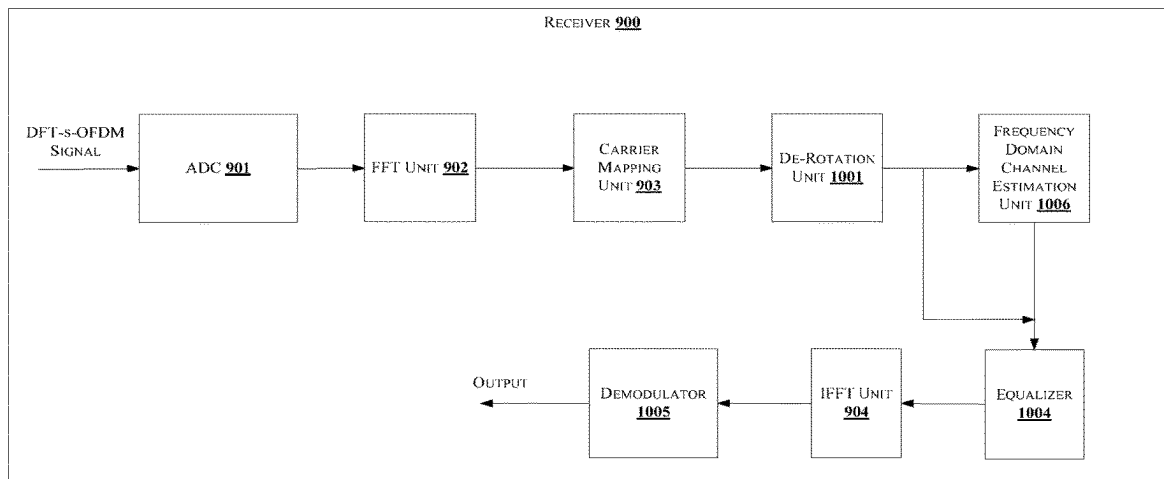 RECEIVER 900
DFT-S-OFDM
SIGNAL
ADC 901
FFT UNIT 902
CARRIER
MAPPING
UNIT 903
DE-ROTATION
UNIT 1001
FREQUENCY
DOMAIN
CHANNEL
ESTIMATION
UNIT 1006
OUTPUT
DEMODULATOR
1005
IFFT UNIT
904
EQUALIZER
1004